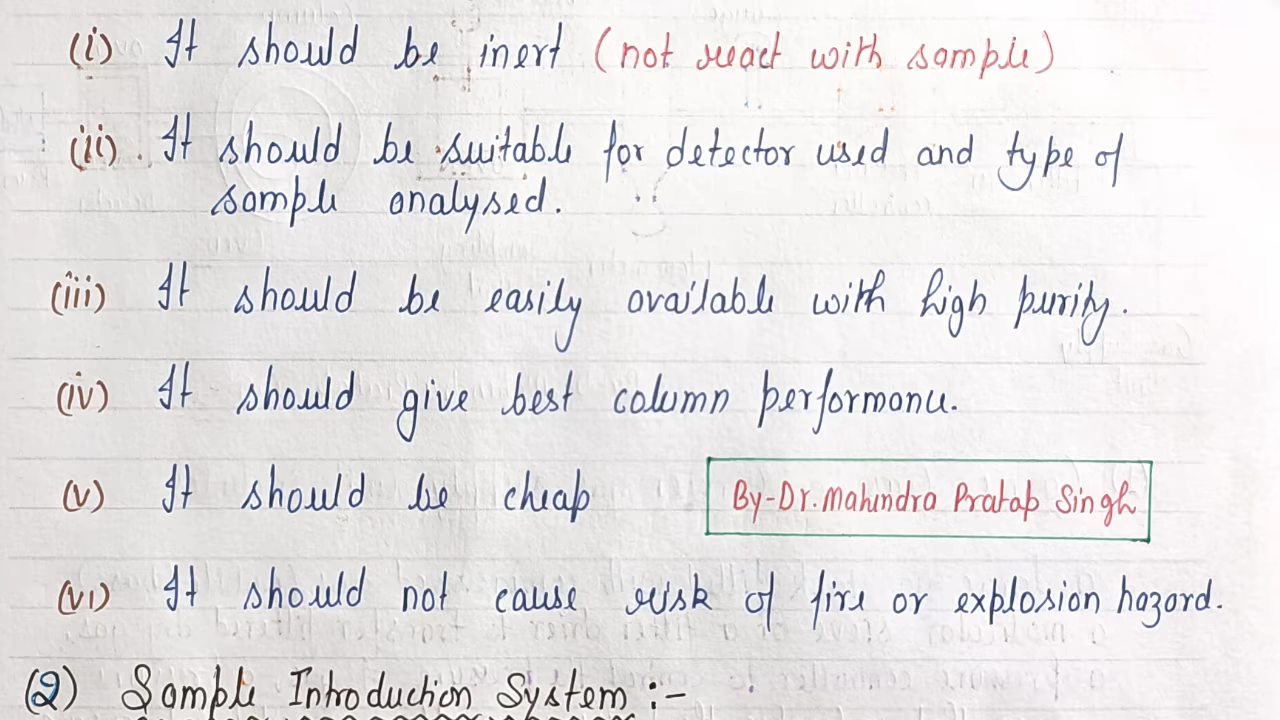 (i) It should be inert (not react with sample)
(ii). It should be suitable for detector used and type of
sample analysed.
(iii) It should be easily available with high purity.
(iv) It should give best column performance.
(v) It should be cheap
By-Dr. Mahendra Pratap Singh
(vi) It should not cause risk of fire or explosion hazard.
(2) Sample Introduction System :-